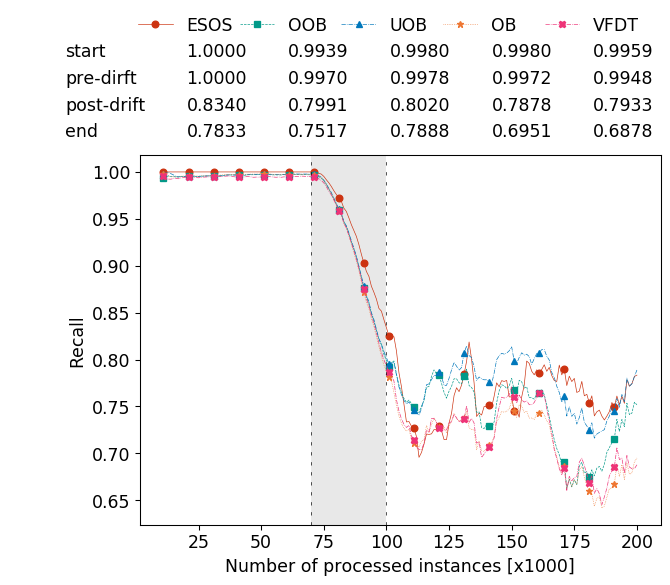 ESOS OOB UOB OB VFDT
start 1.0000 0.9939 0.9980 0.9980 0.9959
pre-dirft 1.0000 0.9970 0.9978 0.9972 0.9948
post-drift 0.8340 0.7991 0.8020 0.7878 0.7933
end 0.7833 0.7517 0.7888 0.6951 0.6878
1.00
0.95
0.90
0.85
0.80
0.75
0.70
0.65
Recall
25 50 75 100 125 150 175 200
Number of processed instances [x1000]